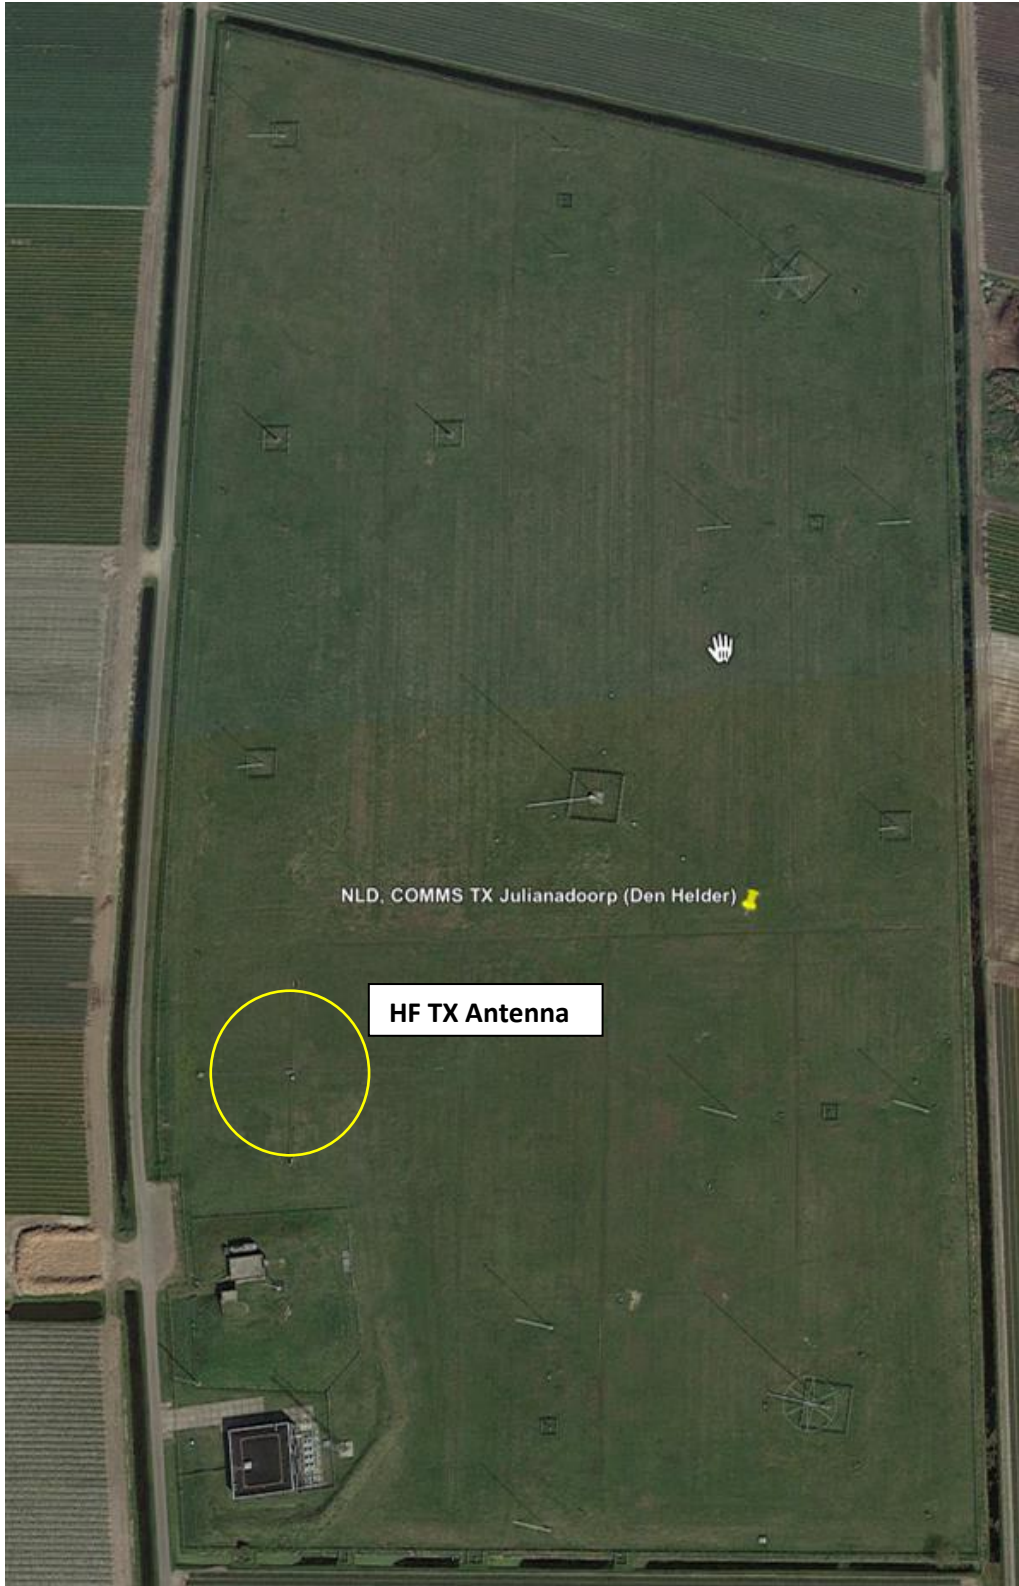 NLD, COMMS TX Julianadoorp (Den Helder)
HF TX Antenna